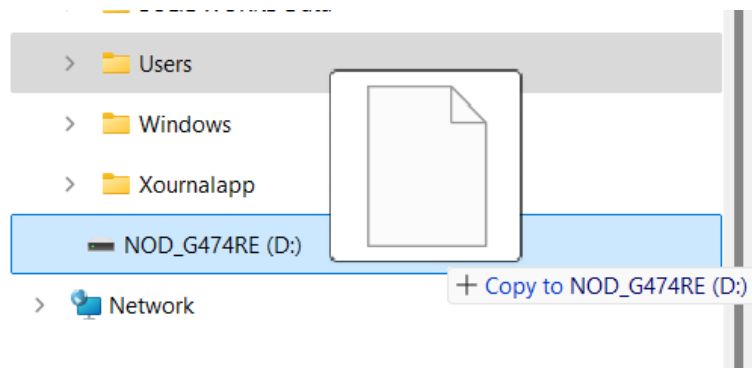 Users
Windows
Xournalapp
NOD_G474RE (D:)
+ Copy to NOD_G474RE (D:)
Network